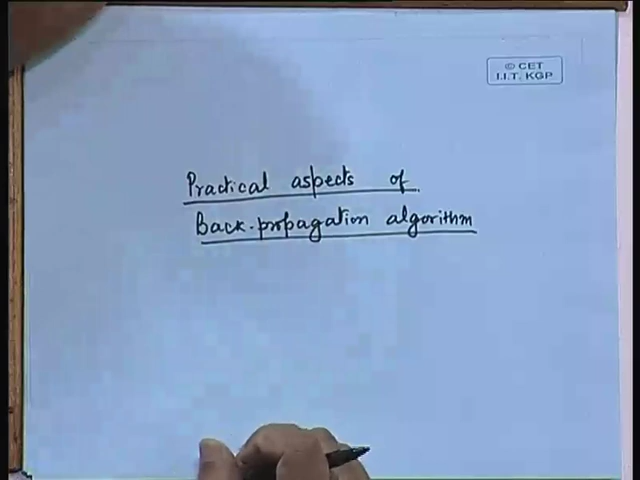 © CET
I.I.T. KGP
Practical aspects of
Back-propagation algorithm